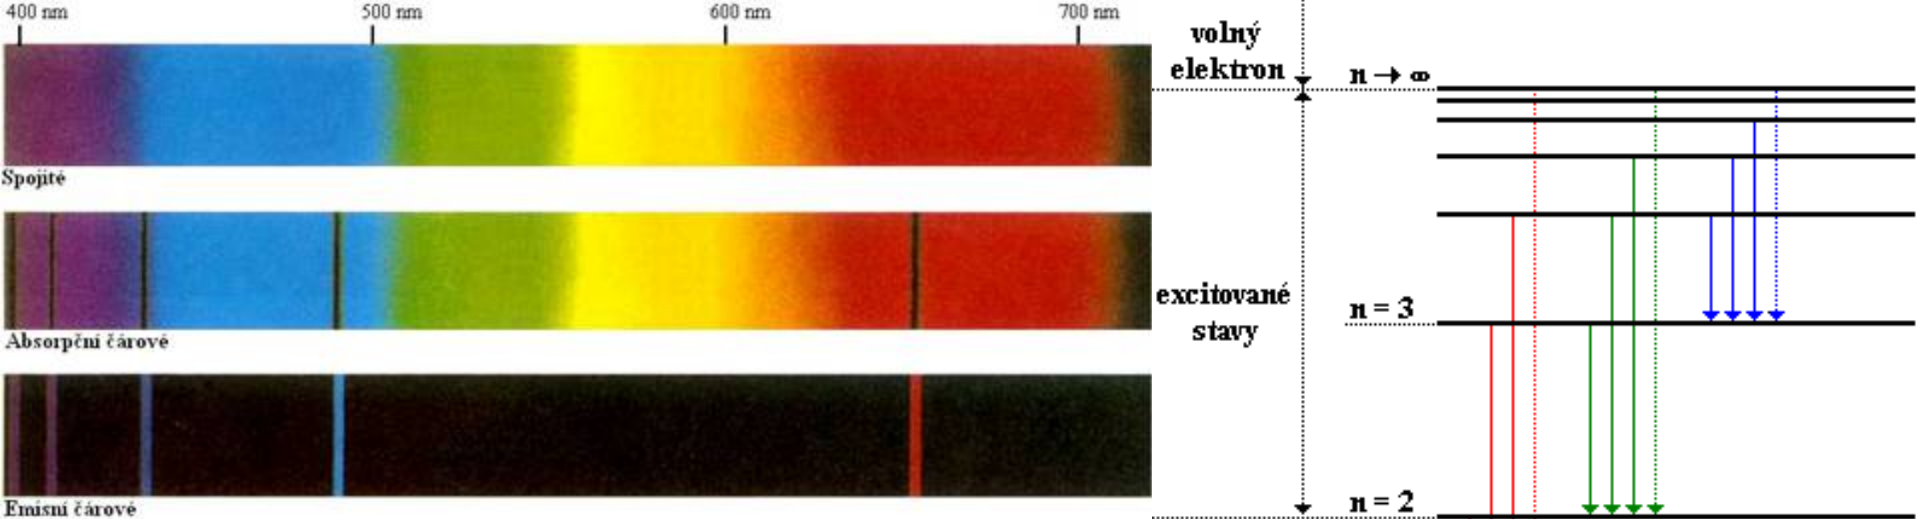 400 nm 500 nm 600 nm 700 nm
Spojité
Absorpční čárové
Emisní čárové
volný
elektron
n → ∞
excitované
stavy
n = 3
n = 2